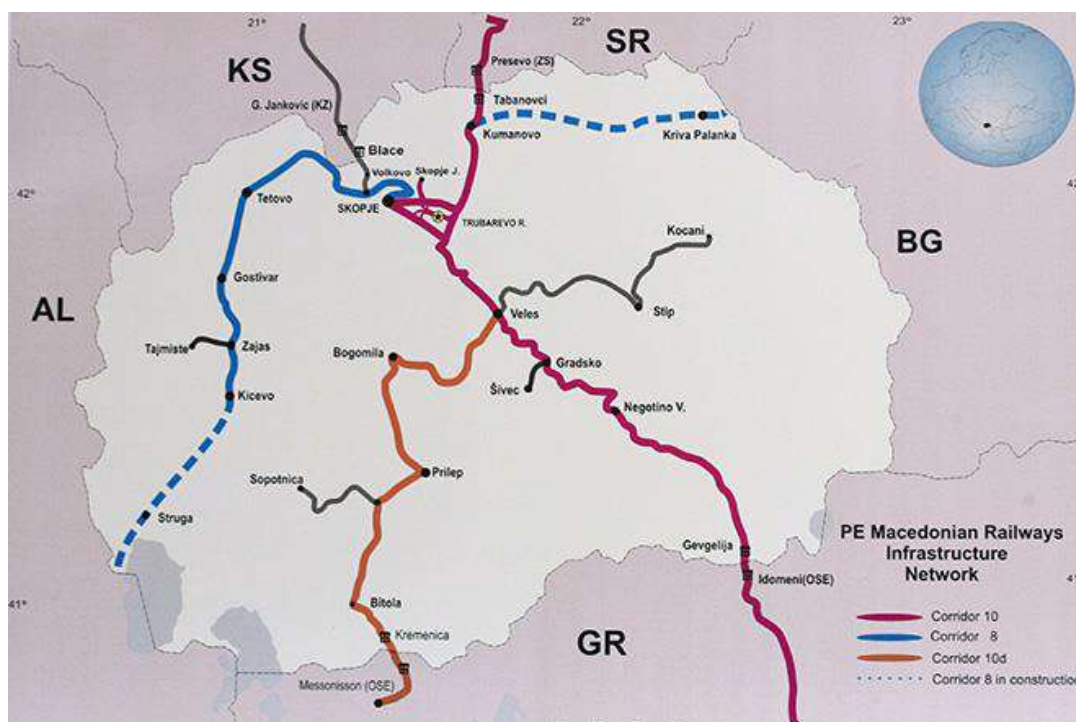 21°
22°
23°
SR
KS
Presevo (ZS)
G. Jankovic (KZ)
Tabanovci
Kumanovo
Kriva Palanka
Blace
Volkovo
Skopje J.
42°
Tetovo
SKOPJE
TRUBAREVO R.
Kocani
BG
Gostivar
AL
Veles
Stip
Tajmiste
Zajas
Bogomila
Gradsko
Šivec
Kicevo
Negotino V.
Sopotnica
Prilep
Struga
PE Macedonian Railways
Infrastructure
Network
Gevgelija
Idomeni(OSE)
41°
Bitola
Kremenica
GR
Messonisson (OSE)
Corridor 10
Corridor 8
Corridor 10d
Corridor 8 in construction